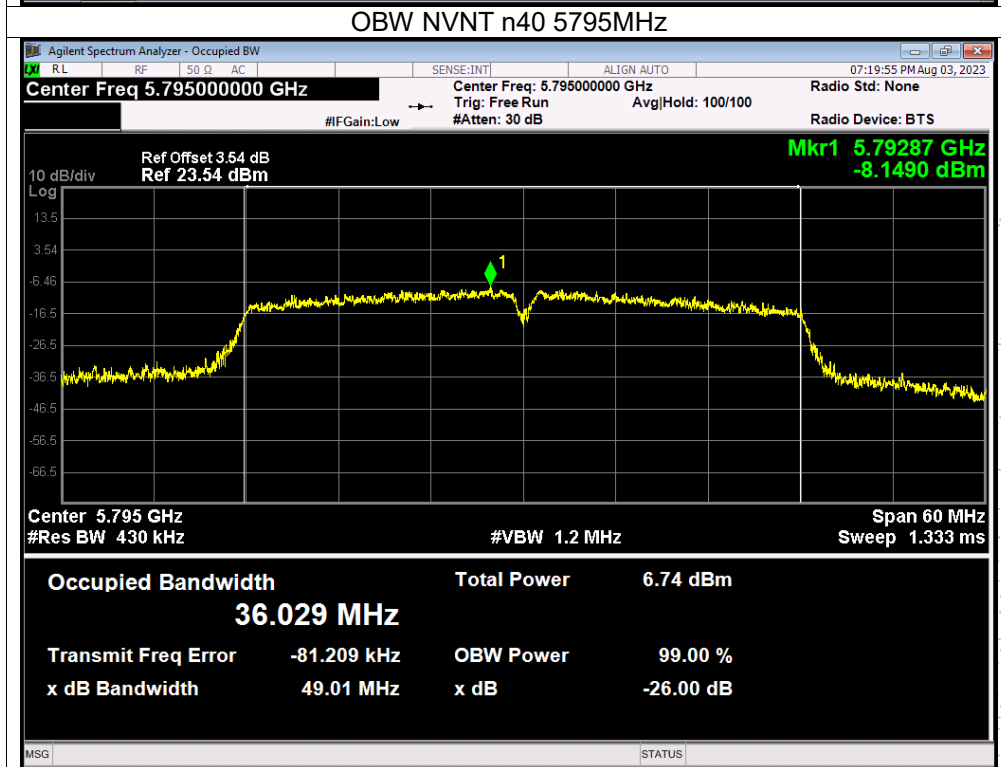 OBW NVNT n40 5795MHz
Agilent Spectrum Analyzer - Occupied BW
LXI RL RF 50 Ω AC SENSE:INT ALIGN AUTO 07:19:55 PM Aug 03, 2023
Center Freq 5.795000000 GHz Center Freq: 5.795000000 GHz Radio Std: None
Trig: Free Run Avg|Hold: 100/100
#IFGain:Low #Atten: 30 dB Radio Device: BTS
Mkr1 5.79287 GHz
-8.1490 dBm
Ref Offset 3.54 dB
10 dB/div Ref 23.54 dBm
Log
13.5
3.54
-6.46
-16.5
-26.5
-36.5
-46.5
-56.5
-66.5
1
Center 5.795 GHz Span 60 MHz
#Res BW 430 kHz #VBW 1.2 MHz Sweep 1.333 ms
Occupied Bandwidth Total Power 6.74 dBm
36.029 MHz
Transmit Freq Error -81.209 kHz OBW Power 99.00 %
x dB Bandwidth 49.01 MHz x dB -26.00 dB
MSG STATUS